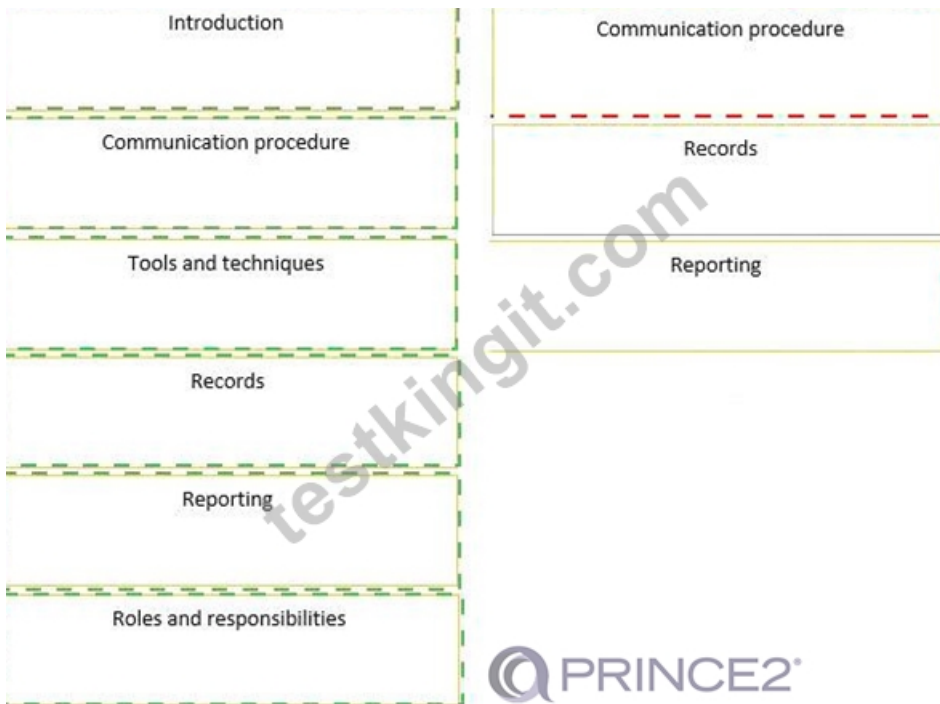 Introduction
Communication procedure
Tools and techniques
Records
Reporting
Roles and responsibilities
Communication procedure
Records
Reporting
testkingit.com
PRINCE2®